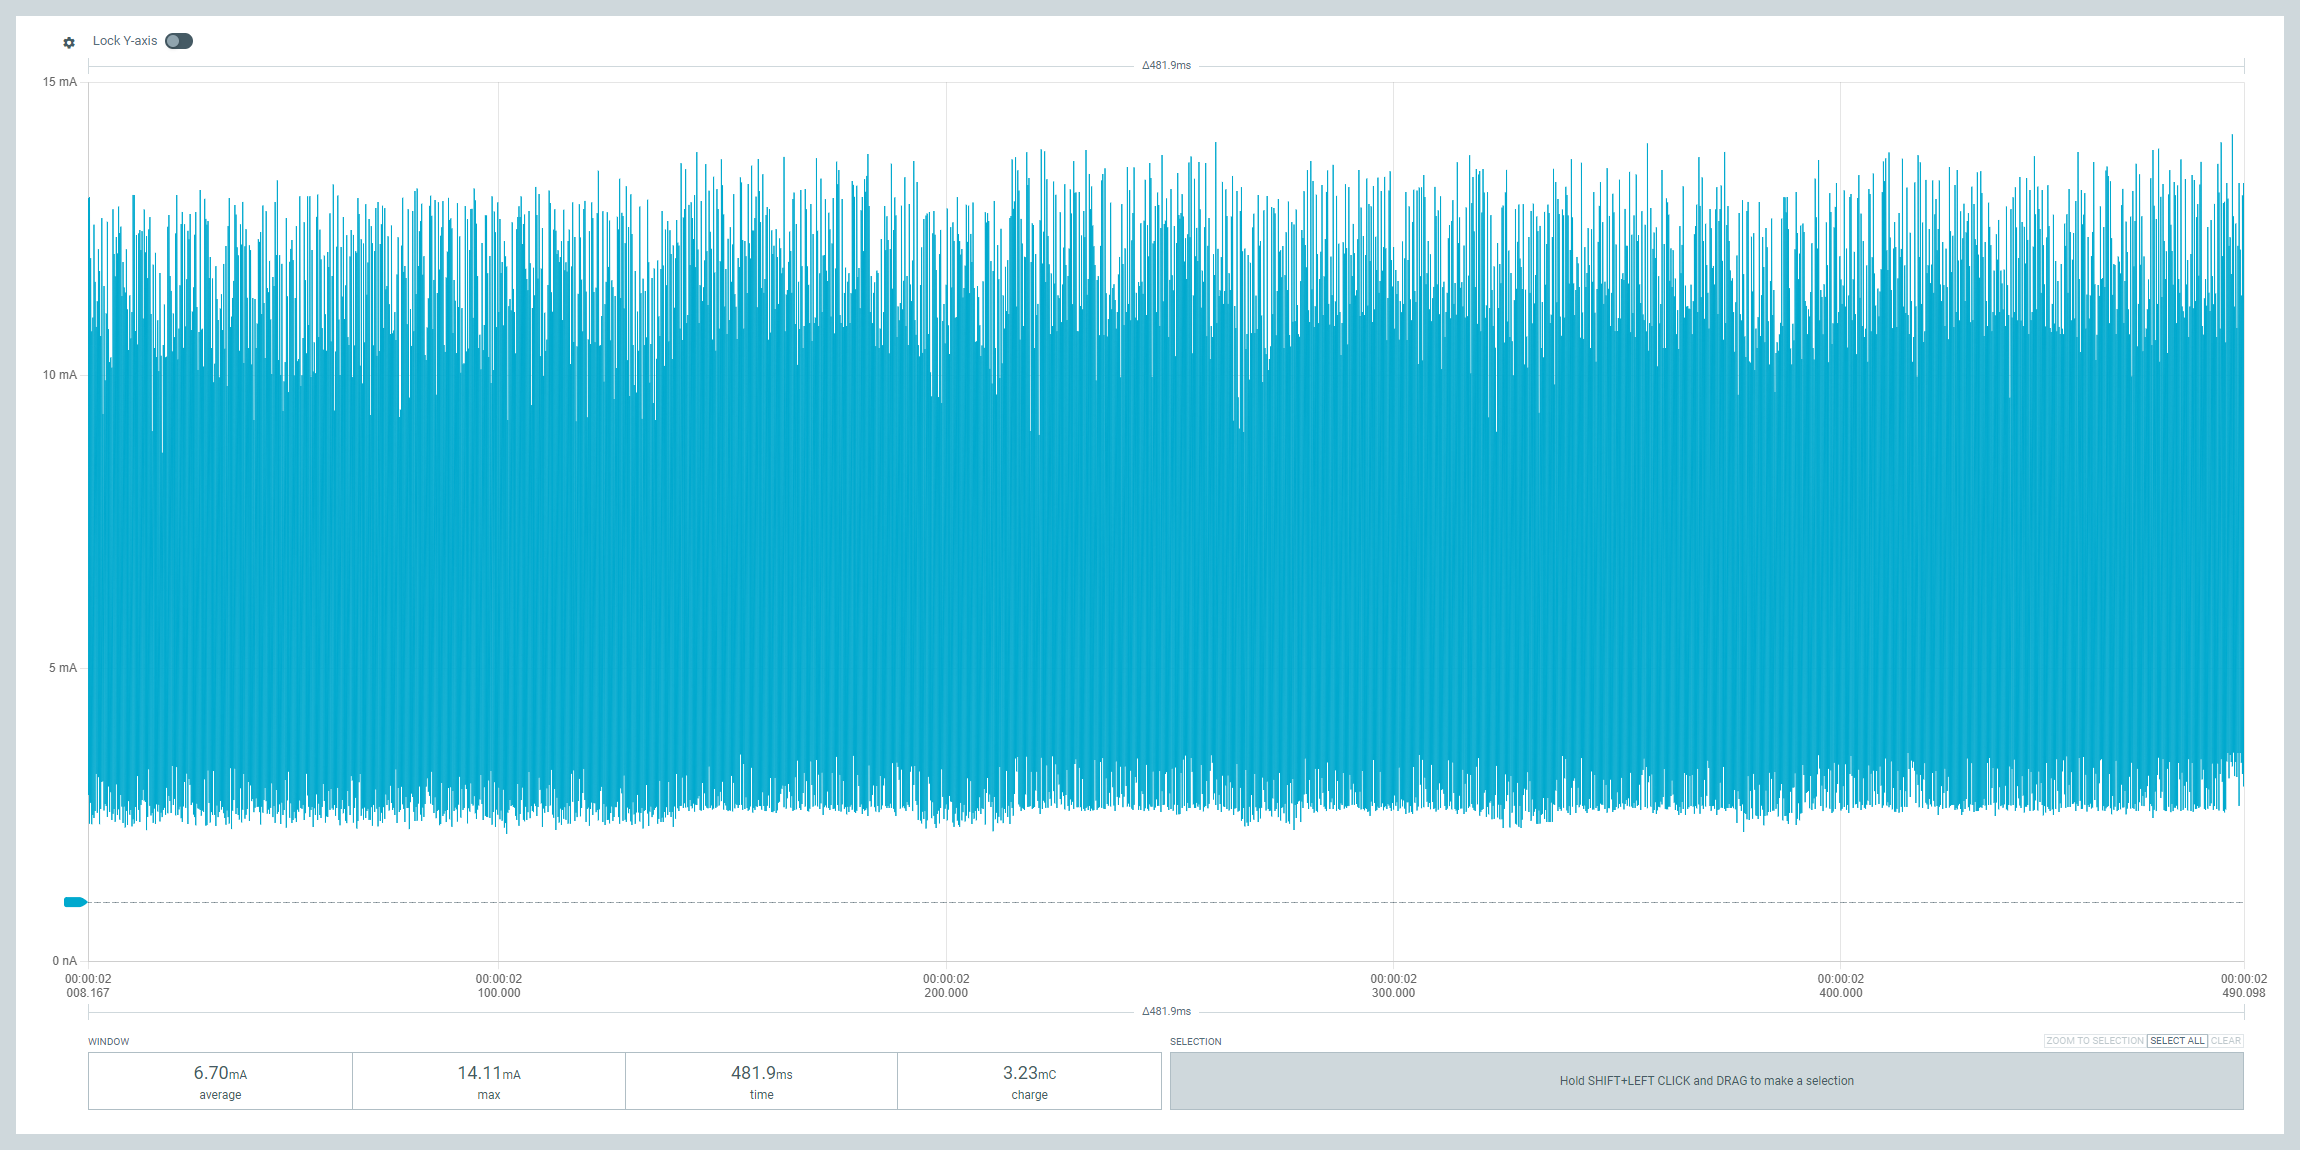 Lock Y-axis
Δ481.9ms
15 mA
10 mA
5 mA
0 nA
00:00:02 00:00:02 00:00:02 00:00:02 00:00:02 00:00:02
008.167 100.000 200.000 300.000 400.000 490.098
Δ481.9ms
WINDOW
6.70mA 14.11mA 481.9ms 3.23mC
average max time charge
SELECTION ZOOM TO SELECTION SELECT ALL CLEAR
Hold SHIFT+LEFT CLICK and DRAG to make a selection